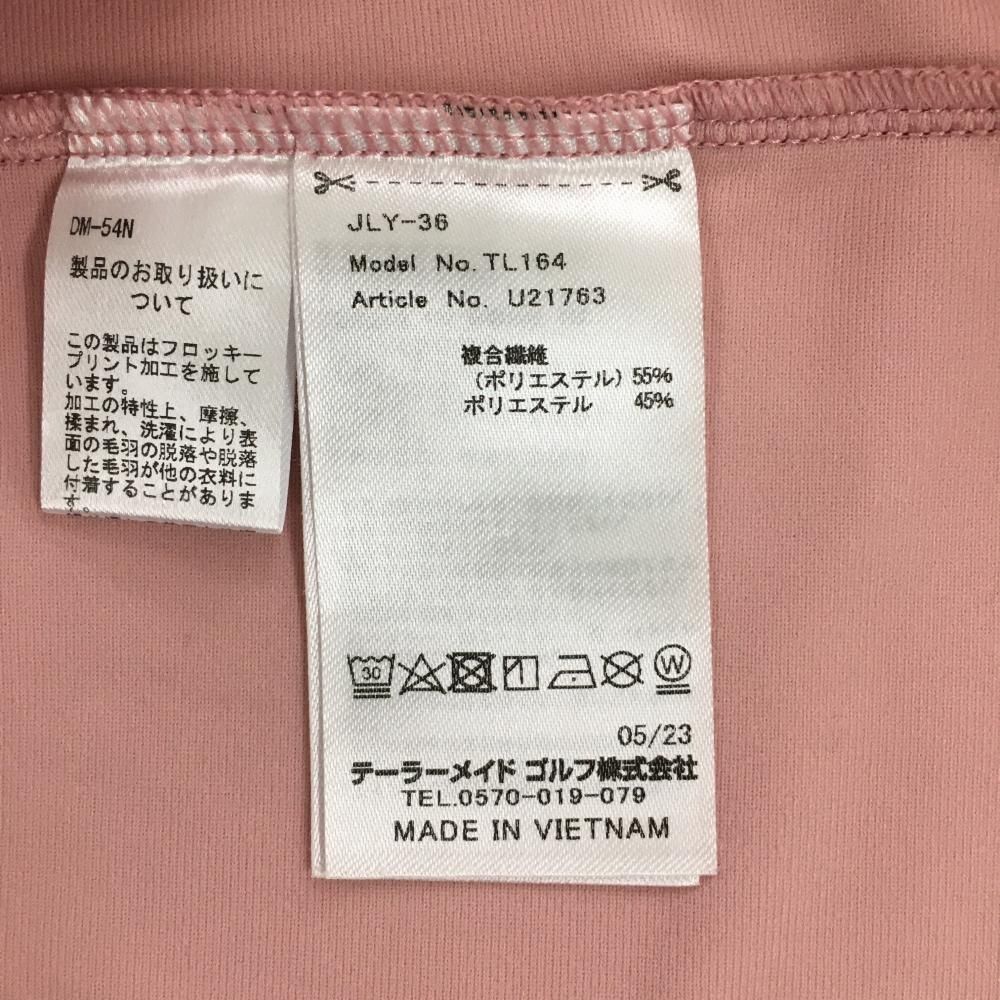 DM-54N
製品のお取り扱いに
ついて
この製品はフロッキー
プリント加工を施して
います。
加工の特性上、摩擦、
揉まれ、洗濯により表
面の毛羽の脱落や脱落
した毛羽が他の衣料に
付着することがありま
す。
JLY-36
Model No. TL164
Article No. U21763
複合繊維
(ポリエステル) 55%
ポリエステル 45%
30
W
05/23
テーラーメイド ゴルフ株式会社
TEL.0570-019-079
MADE IN VIETNAM